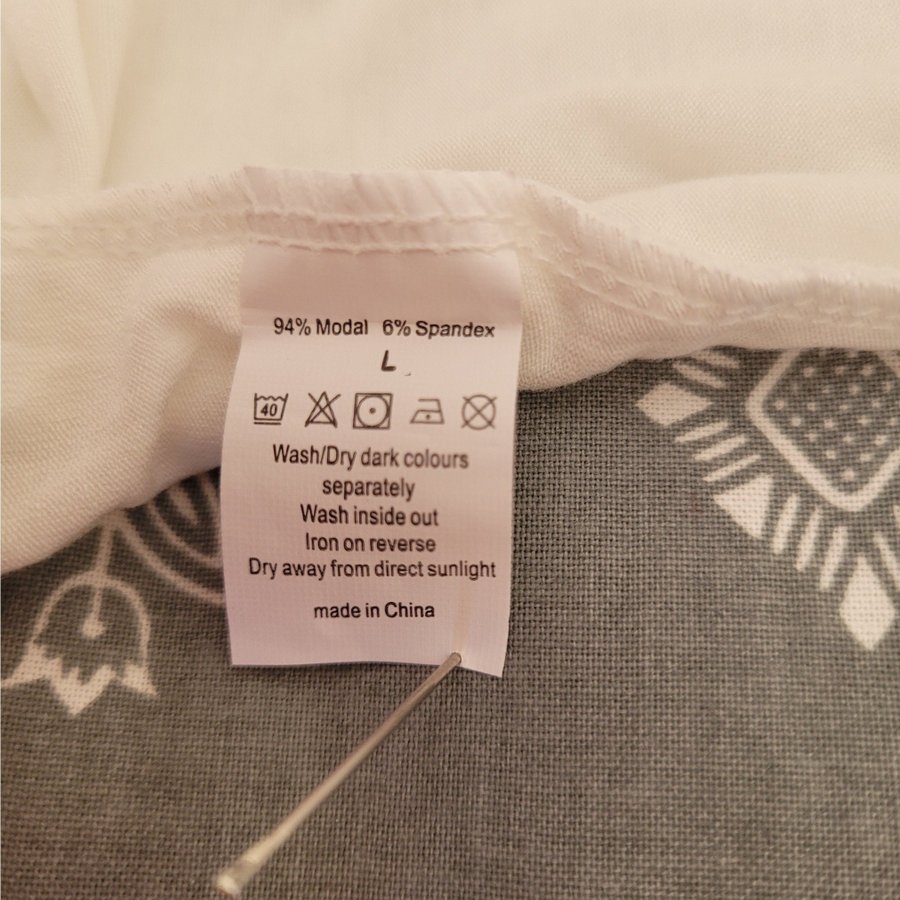 94% Modal 6% Spandex
L
40
Wash/Dry dark colours
separately
Wash inside out
Iron on reverse
Dry away from direct sunlight
made in China